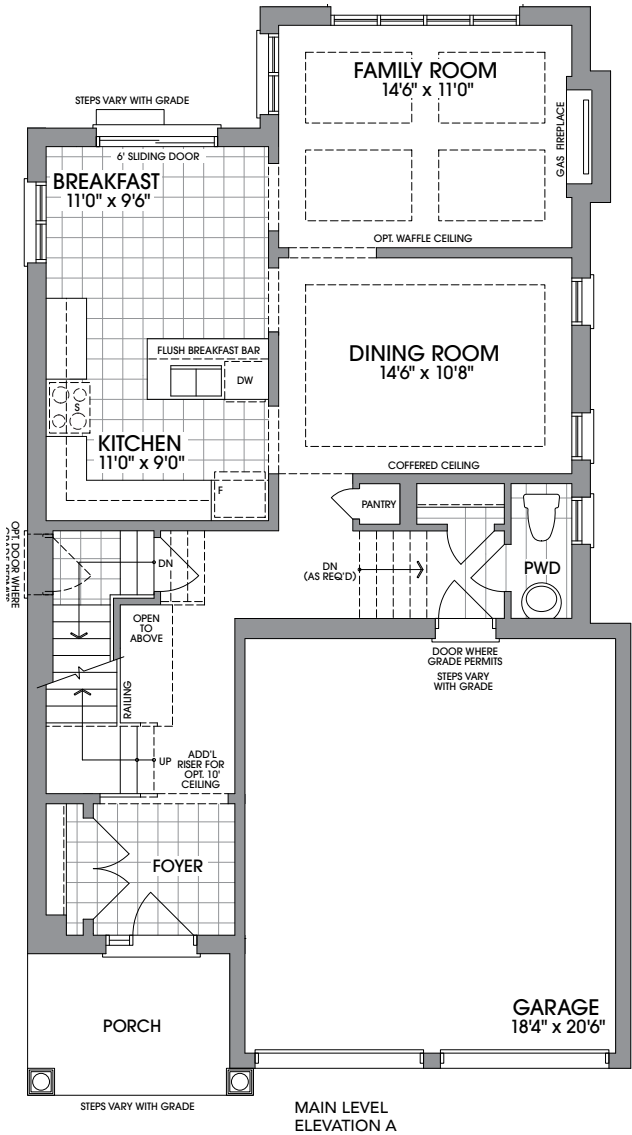 FAMILY ROOM
14'6" x 11'0"
GAS FIREPLACE
OPT. WAFFLE CEILING
STEPS VARY WITH GRADE
6' SLIDING DOOR
BREAKFAST
11'0" x 9'6"
FLUSH BREAKFAST BAR
DW
S
KITCHEN
11'0" x 9'0"
F
DINING ROOM
14'6" x 10'8"
COFFERED CEILING
PANTRY
DN
(AS REQ'D)
PWD
OPT. DOOR WHERE
DN
OPEN
TO
ABOVE
RAILING
UP
ADD'L
RISER FOR
OPT. 10'
CEILING
DOOR WHERE
GRADE PERMITS
STEPS VARY
WITH GRADE
FOYER
PORCH
GARAGE
18'4" x 20'6"
STEPS VARY WITH GRADE
MAIN LEVEL
ELEVATION A